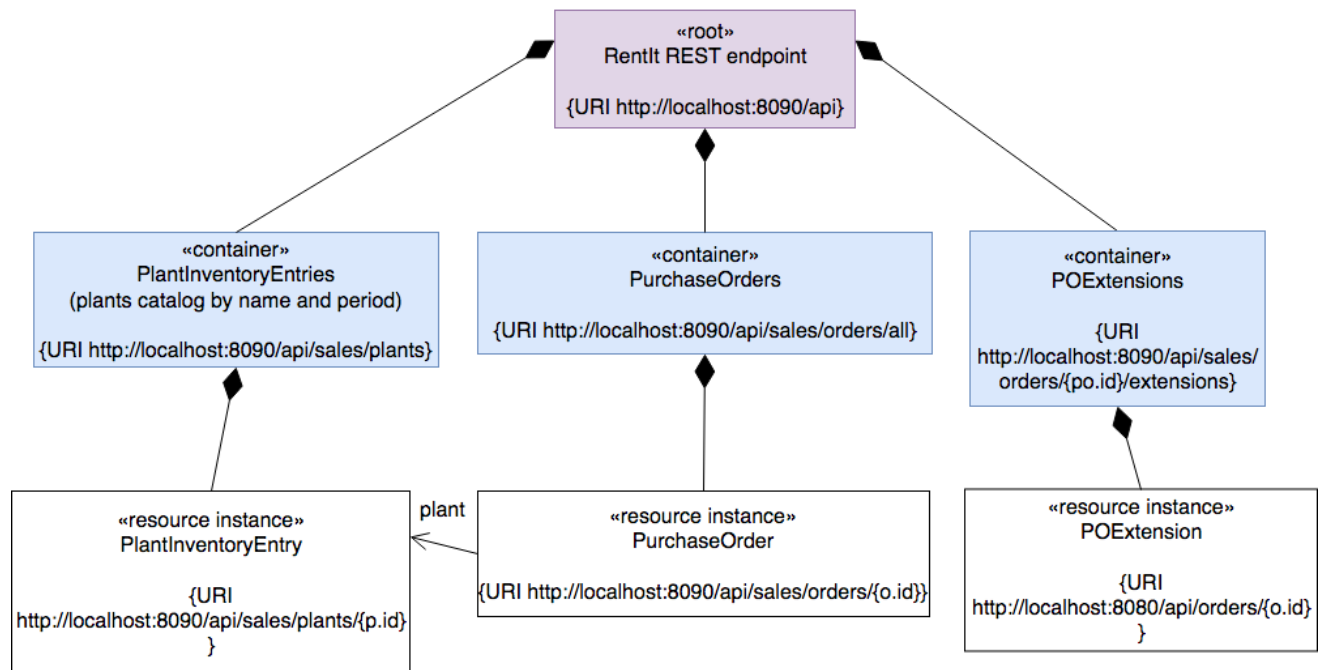 «root»
RentIt REST endpoint
{URI http://localhost:8090/api}
«container»
PlantInventoryEntries
(plants catalog by name and period)
{URI http://localhost:8090/api/sales/plants}
«container»
PurchaseOrders
{URI http://localhost:8090/api/sales/orders/all}
«container»
POExtensions
{URI
http://localhost:8090/api/sales/
orders/{po.id}/extensions}
«resource instance»
PlantInventoryEntry
{URI
http://localhost:8090/api/sales/plants/{p.id}
}
plant
«resource instance»
PurchaseOrder
{URI http://localhost:8090/api/sales/orders/{o.id}}
«resource instance»
POExtension
{URI
http://localhost:8080/api/orders/{o.id}
}